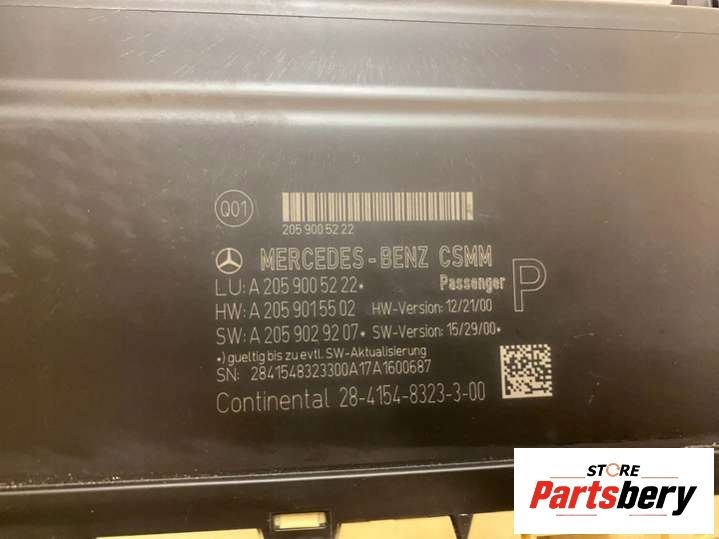 Q01
205 900 52 22
MERCEDES-BENZ CSMM
LU: A 205 900 52 22*
Passenger
P
HW: A 205 901 55 02 HW-Version: 12/21/00
SW: A 205 902 92 07* SW-Version: 15/29/00*
*) gueltig bis zu evtl. SW-Aktualisierung
SN: 2841548323300A17A1600687
Continental 28-4154-8323-3-00
STORE
Partsbery